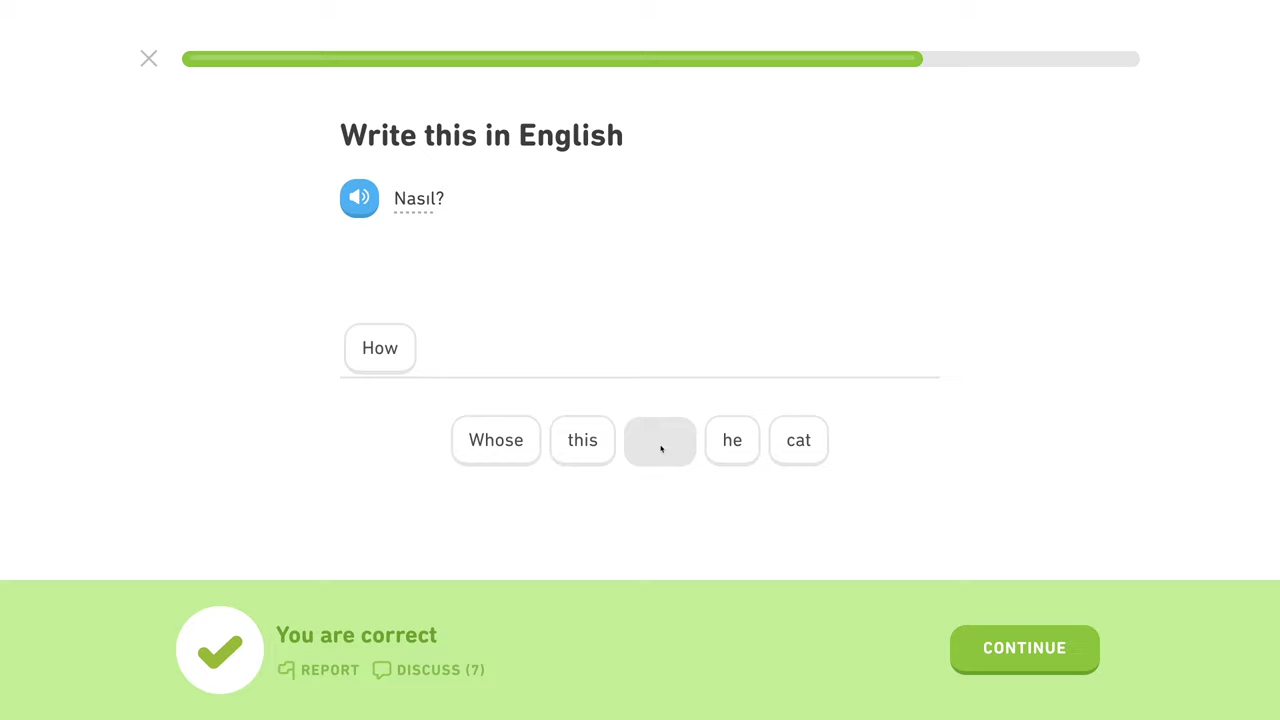 Write this in English
Nasıl?
How
Whose this he cat
You are correct
REPORT DISCUSS (7)
CONTINUE